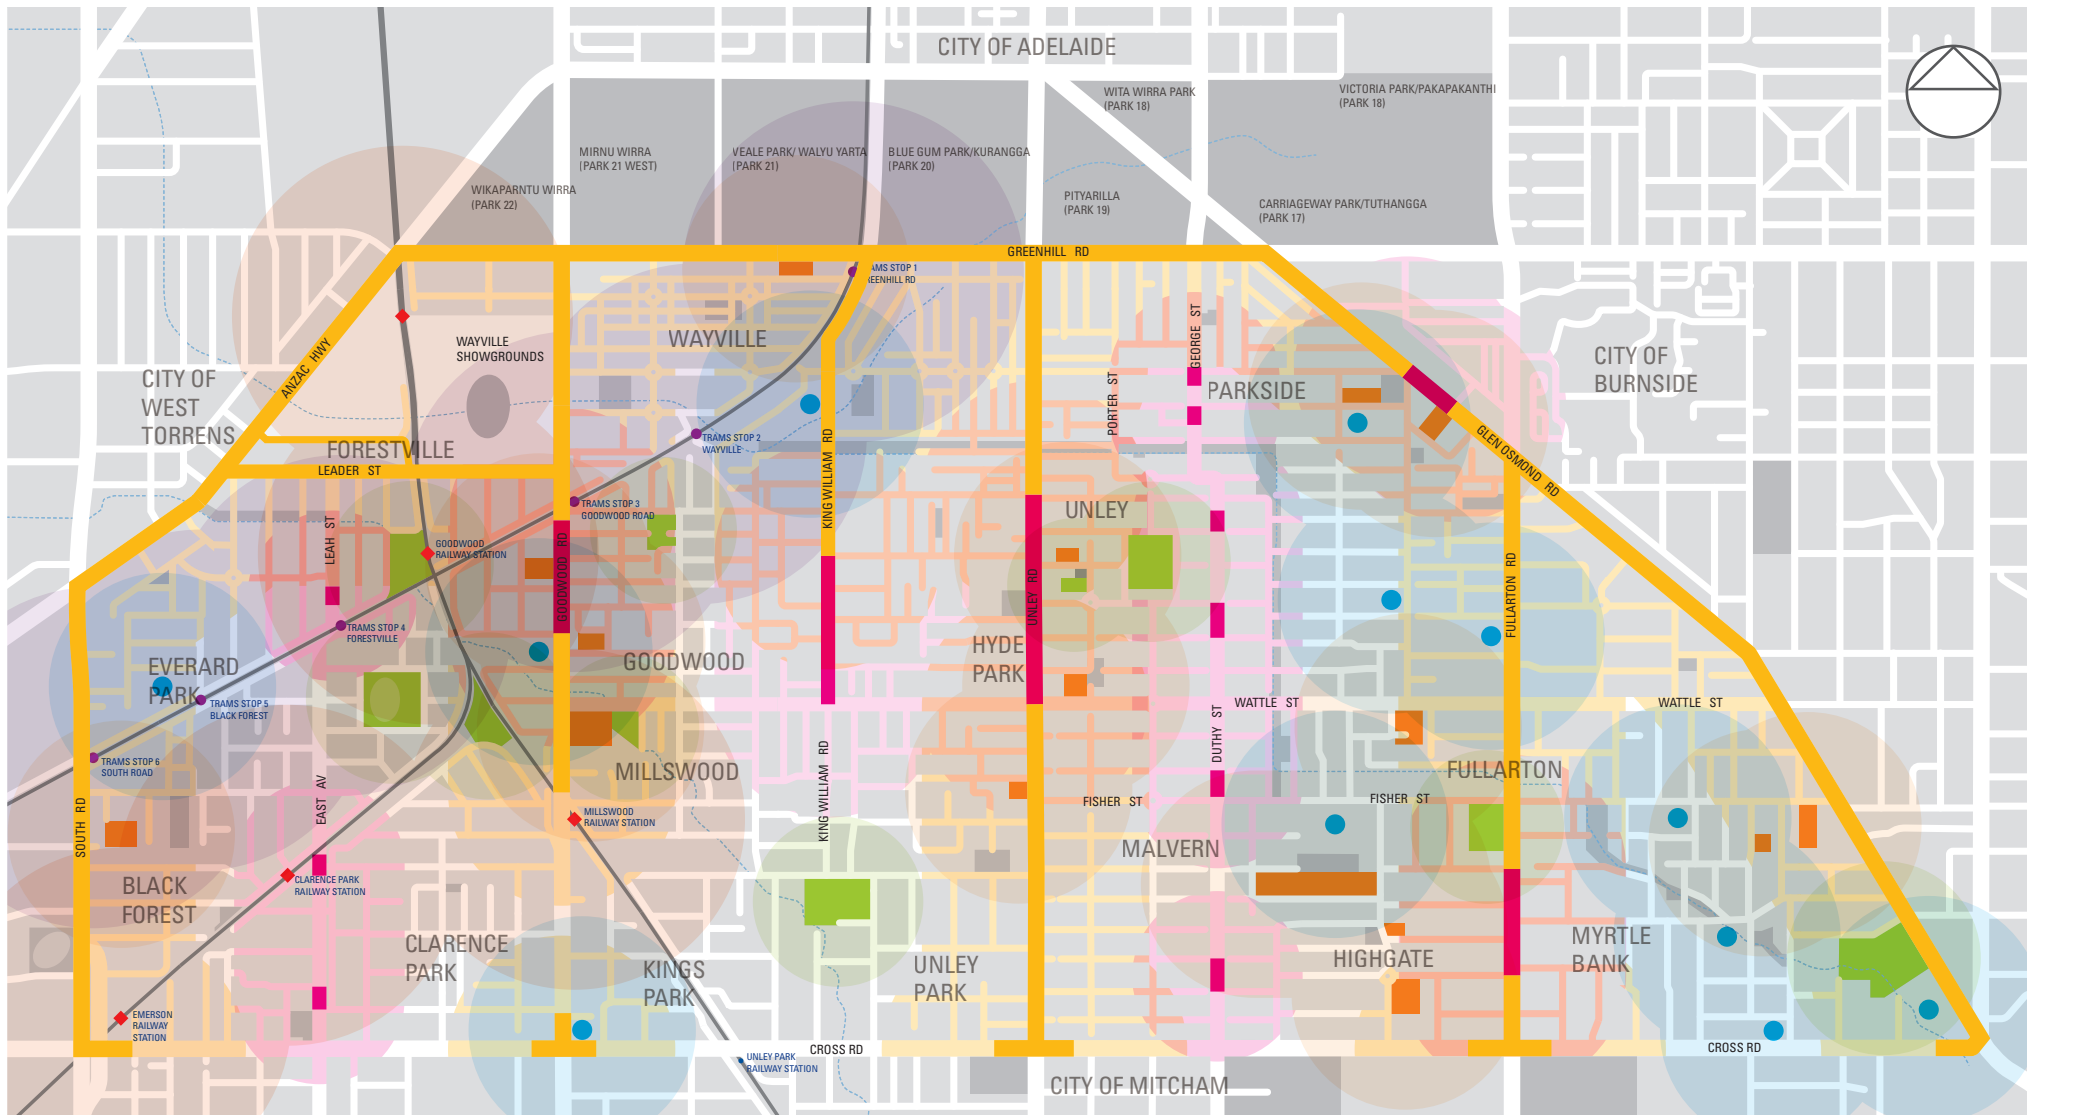 CITY OF ADELAIDE
WITA WIRRA PARK
(PARK 18)
VICTORIA PARK/PAKAPAKANTHI
(PARK 18)
MIRNU WIRRA
(PARK 21 WEST)
VEALE PARK/ WALYU YARTA
(PARK 21)
BLUE GUM PARK/KURANGGA
(PARK 20)
WIKAPARNTU WIRRA
(PARK 22)
PITYARILLA
(PARK 19)
CARRIAGEWAY PARK/TUTHANGGA
(PARK 17)
GREENHILL RD
AMS STOP 1
REENHILL RD
WAYVILLE
WAYVILLE
SHOWGROUNDS
ANZAC HWY
CITY OF
WEST
TORRENS
GEORGE ST
PORTER ST
PARKSIDE
CITY OF
BURNSIDE
FORESTVILLE
LEADER ST
TRAMS STOP 2
WAYVILLE
KING WILLIAM RD
GLEN OSMOND RD
TRAMS STOP 3
GOODWOOD ROAD
UNLEY
LEAH ST
GOODWOOD
RAILWAY STATION
GOODWOOD RD
UNLEY RD
FULLARTON RD
TRAMS STOP 4
FORESTVILLE
EVERARD
PARK
GOODWOOD
HYDE
PARK
TRAMS STOP 5
BLACK FOREST
WATTLE ST
WATTLE ST
DUTHY ST
TRAMS STOP 6
SOUTH ROAD
MILLSWOOD
FULLARTON
KING WILLIAM RD
EAST AV
SOUTH RD
FISHER ST
FISHER ST
MILLSWOOD
RAILWAY STATION
MALVERN
CLARENCE PARK
RAILWAY STATION
BLACK
FOREST
CLARENCE
PARK
KINGS
PARK
UNLEY
PARK
HIGHGATE
MYRTLE
BANK
EMERSON
RAILWAY
STATION
CROSS RD
CROSS RD
UNLEY PARK
RAILWAY STATION
CITY OF MITCHAM